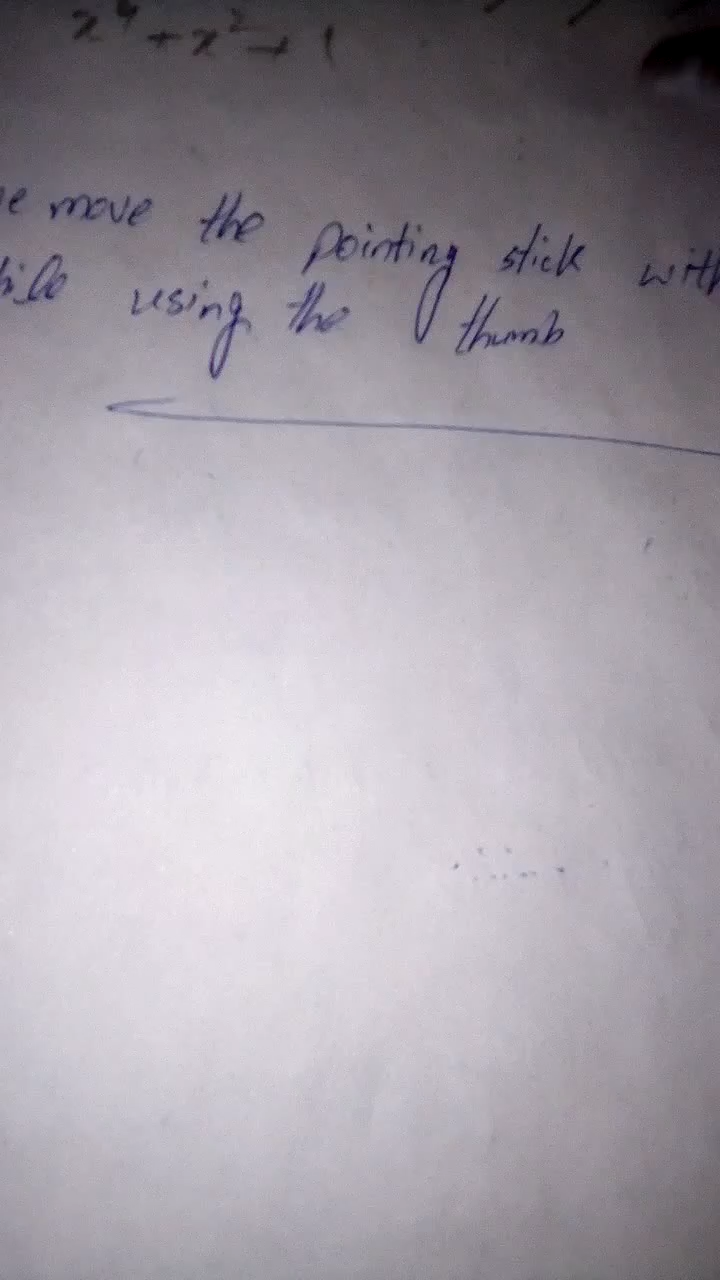 x⁴ + x² + 1
move the pointing stick with
using the thumb